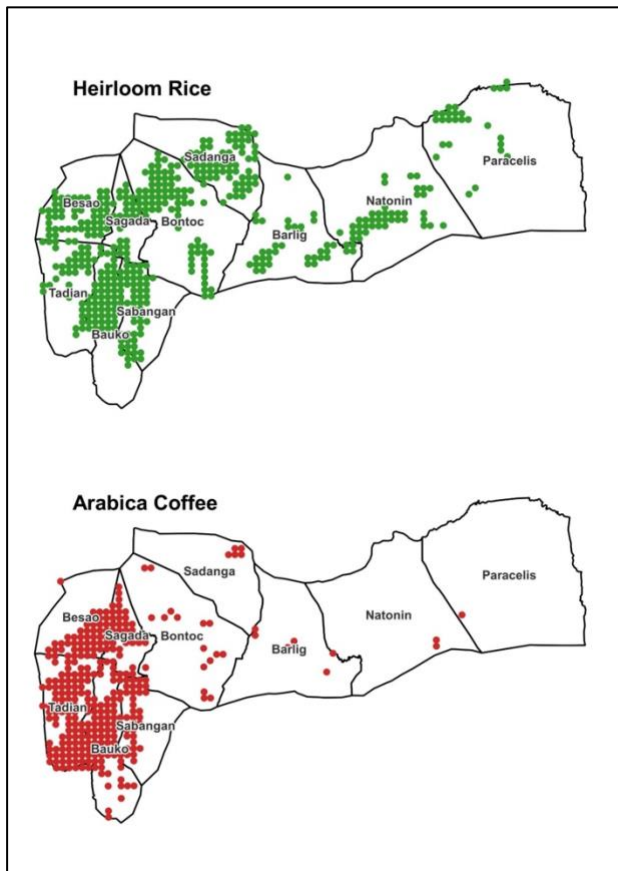 Heirloom Rice
Sadanga
Paracelis
Besao
Natonin
Sagada
Bontoc
Barlig
Tadian
Sabangan
Bauko
Arabica Coffee
Sadanga
Paracelis
Besao
Natonin
Sagada
Bontoc
Barlig
Tadian
Sabangan
Bauko